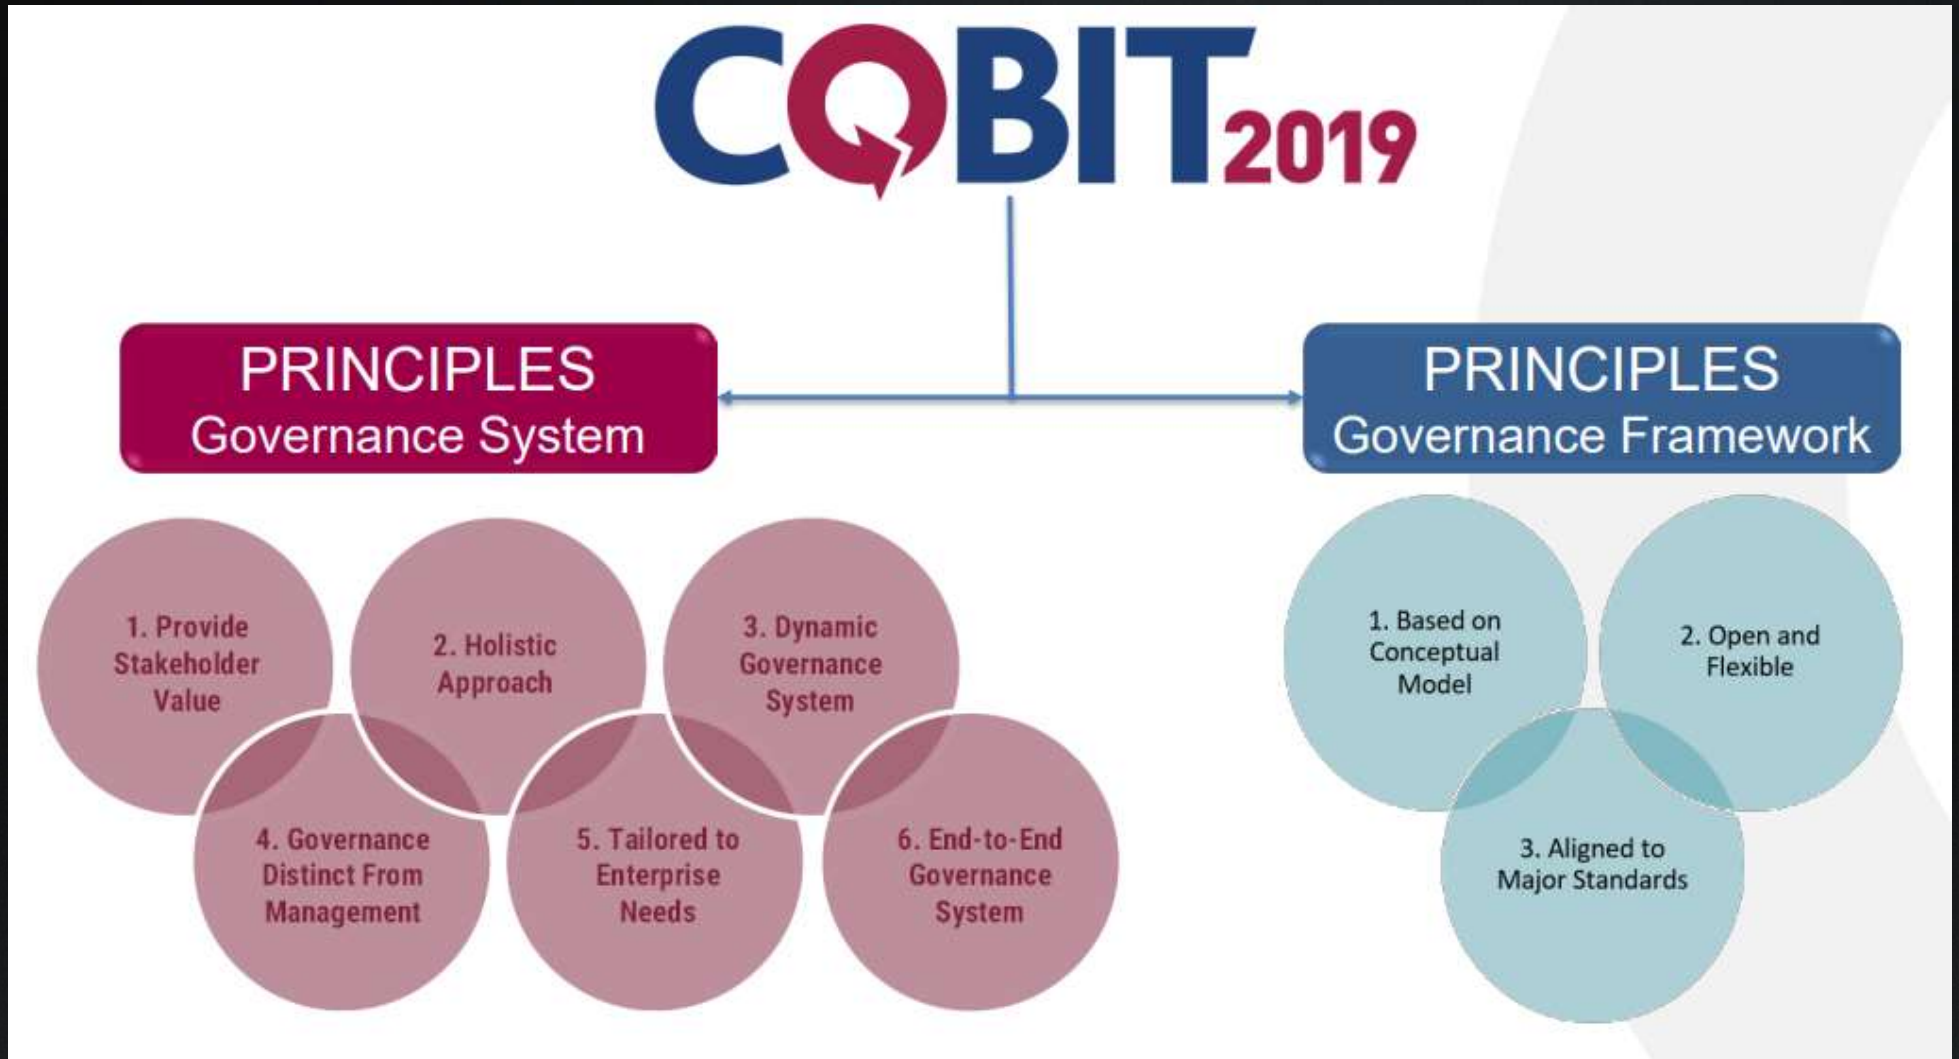 COBIT 2019
PRINCIPLES
Governance System
PRINCIPLES
Governance Framework
1. Provide
Stakeholder
Value
2. Holistic
Approach
3. Dynamic
Governance
System
4. Governance
Distinct From
Management
5. Tailored to
Enterprise
Needs
6. End-to-End
Governance
System
1. Based on
Conceptual
Model
2. Open and
Flexible
3. Aligned to
Major Standards